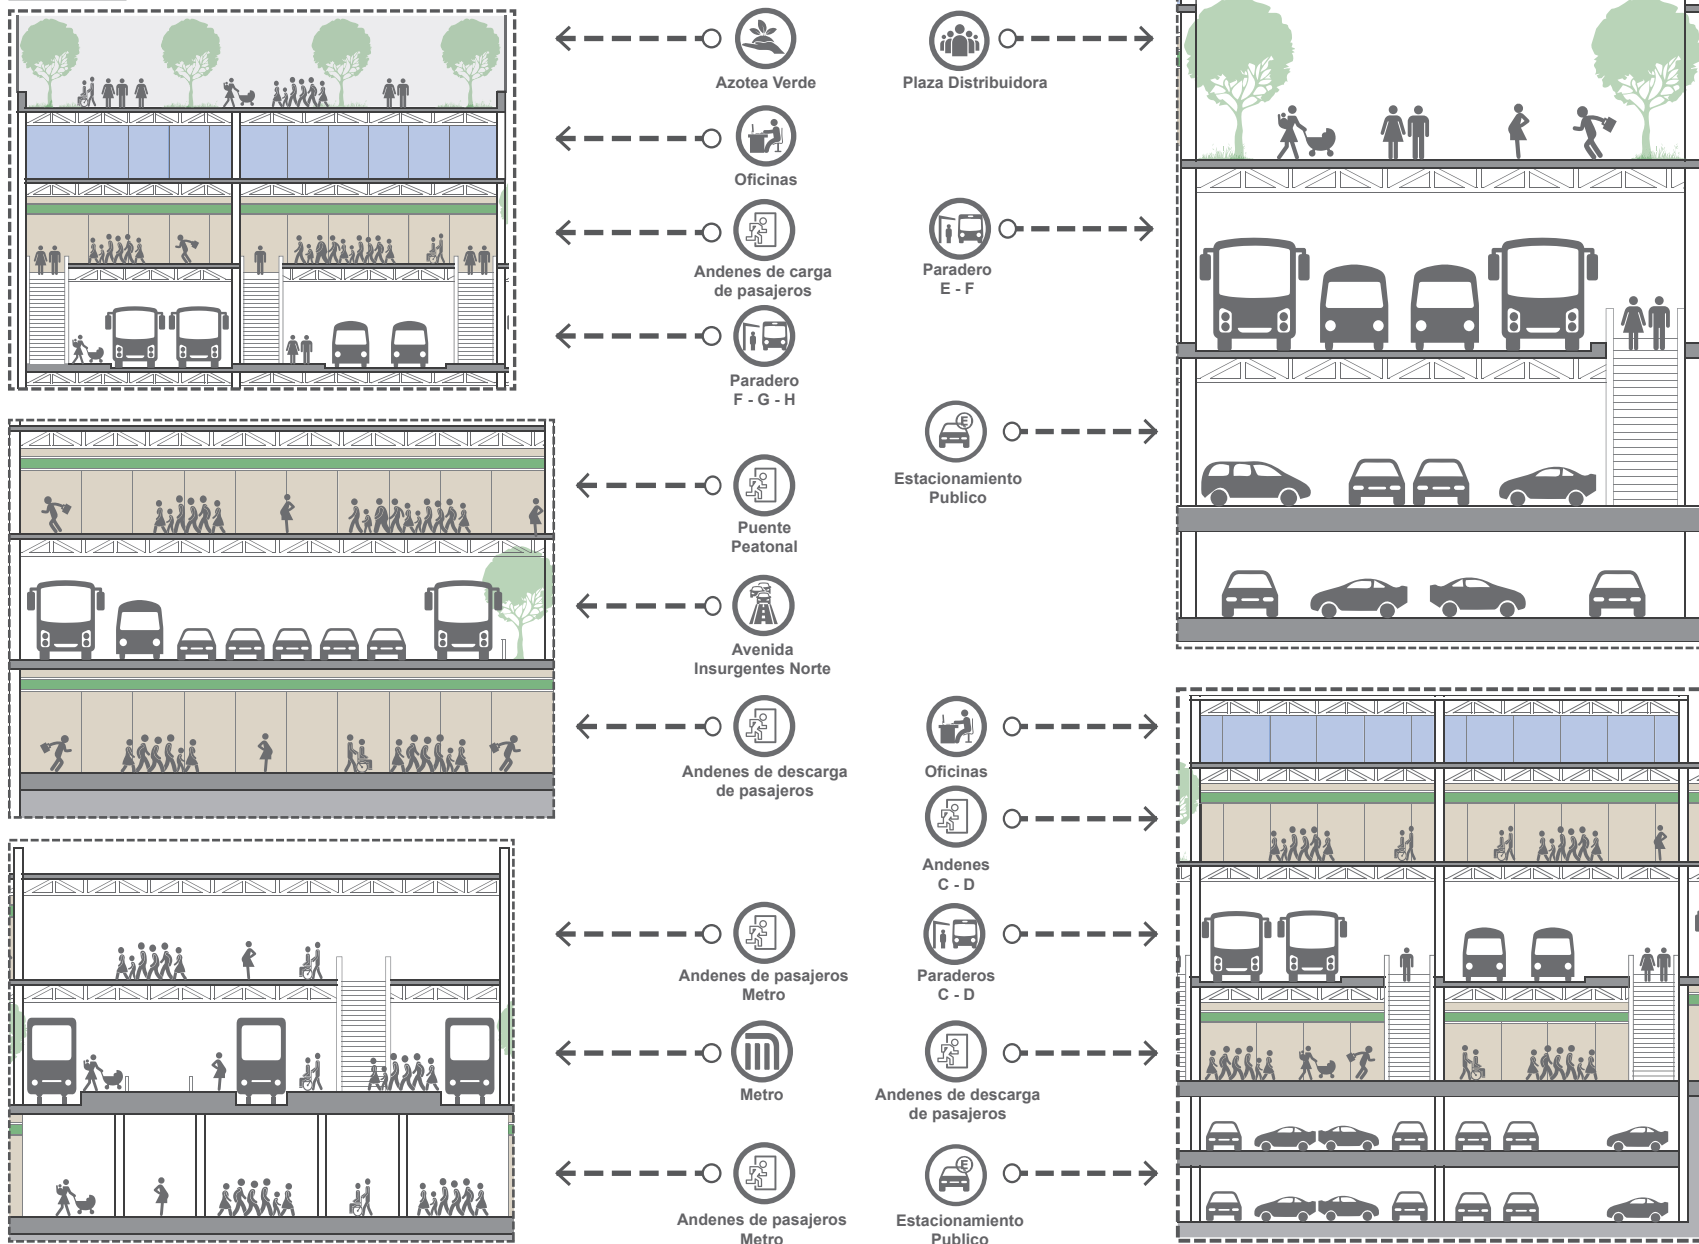 Azotea Verde
Oficinas
Andenes de carga
de pasajeros
Paradero
F - G - H
Puente
Peatonal
Avenida
Insurgentes Norte
Andenes de descarga
de pasajeros
Andenes de pasajeros
Metro
Metro
Andenes de pasajeros
Metro
Plaza Distribuidora
Paradero
E - F
E
Estacionamiento
Publico
Oficinas
Andenes
C - D
Paraderos
C - D
Andenes de descarga
de pasajeros
E
Estacionamiento
Publico